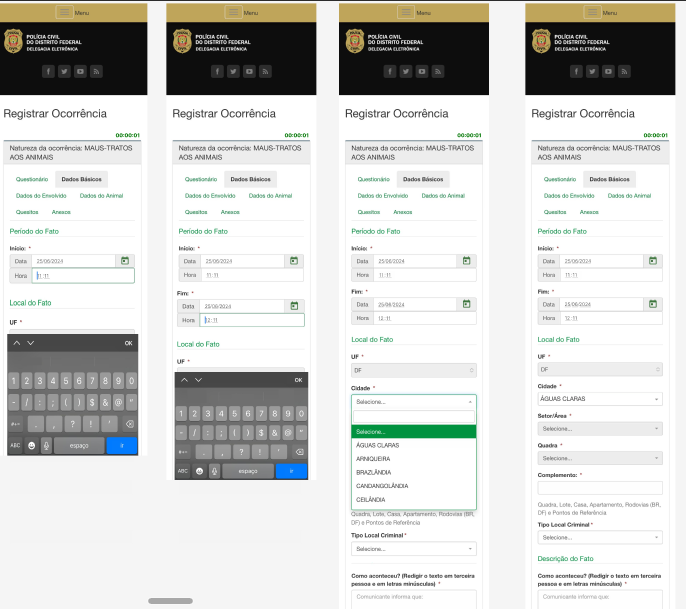 Menu
POLÍCIA CIVIL
DO DISTRITO FEDERAL
DELEGACIA ELETRÔNICA
Registrar Ocorrência
00:00:01
Natureza da ocorrência: MAUS-TRATOS
AOS ANIMAIS
Questionário Dados Básicos
Dados do Envolvido Dados do Animal
Quesitos Anexos
Período do Fato
Início: *
Data 25/06/2024
Hora 11:11
Local do Fato
UF *
OK
1 2 3 4 5 6 7 8 9 0
- / : ; ( ) $ & @ "
#+= . , ? ! '
ABC espaço ir
Menu
POLÍCIA CIVIL
DO DISTRITO FEDERAL
DELEGACIA ELETRÔNICA
Registrar Ocorrência
00:00:01
Natureza da ocorrência: MAUS-TRATOS
AOS ANIMAIS
Questionário Dados Básicos
Dados do Envolvido Dados do Animal
Quesitos Anexos
Período do Fato
Início: *
Data 25/06/2024
Hora 11:11
Fim: *
Data 25/06/2024
Hora 12:11
Local do Fato
UF *
OK
1 2 3 4 5 6 7 8 9 0
- / : ; ( ) $ & @ "
#+= . , ? ! '
ABC espaço ir
Menu
POLÍCIA CIVIL
DO DISTRITO FEDERAL
DELEGACIA ELETRÔNICA
Registrar Ocorrência
00:00:01
Natureza da ocorrência: MAUS-TRATOS
AOS ANIMAIS
Questionário Dados Básicos
Dados do Envolvido Dados do Animal
Quesitos Anexos
Período do Fato
Início: *
Data 25/06/2024
Hora 11:11
Fim: *
Data 25/06/2024
Hora 12:11
Local do Fato
UF *
DF
Cidade *
Selecione...
Selecione...
ÁGUAS CLARAS
ARNIQUEIRA
BRAZLÂNDIA
CANDANGOLÂNDIA
CEILÂNDIA
Quadra, Lote, Casa, Apartamento, Rodovias (BR,
DF) e Pontos de Referência
Tipo Local Criminal *
Selecione...
Como aconteceu? (Redigir o texto em terceira
pessoa e em letras minúsculas) *
Comunicante informa que:
Menu
POLÍCIA CIVIL
DO DISTRITO FEDERAL
DELEGACIA ELETRÔNICA
Registrar Ocorrência
00:00:01
Natureza da ocorrência: MAUS-TRATOS
AOS ANIMAIS
Questionário Dados Básicos
Dados do Envolvido Dados do Animal
Quesitos Anexos
Período do Fato
Início: *
Data 25/06/2024
Hora 11:11
Fim: *
Data 25/06/2024
Hora 12:11
Local do Fato
UF *
DF
Cidade *
ÁGUAS CLARAS
Setor/Área *
Selecione...
Quadra *
Selecione...
Complemento: *
Quadra, Lote, Casa, Apartamento, Rodovias (BR,
DF) e Pontos de Referência
Tipo Local Criminal *
Selecione...
Descrição do Fato
Como aconteceu? (Redigir o texto em terceira
pessoa e em letras minúsculas) *
Comunicante informa que: